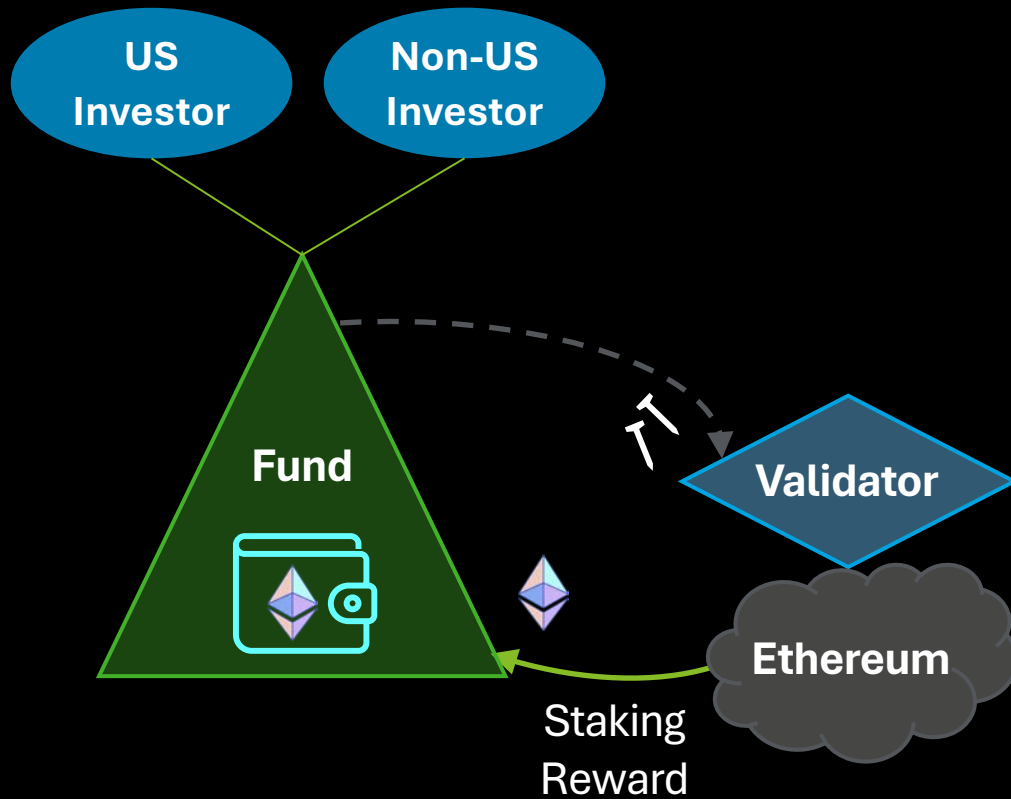 US
Investor
Non-US
Investor
Fund
Validator
Ethereum
Staking
Reward